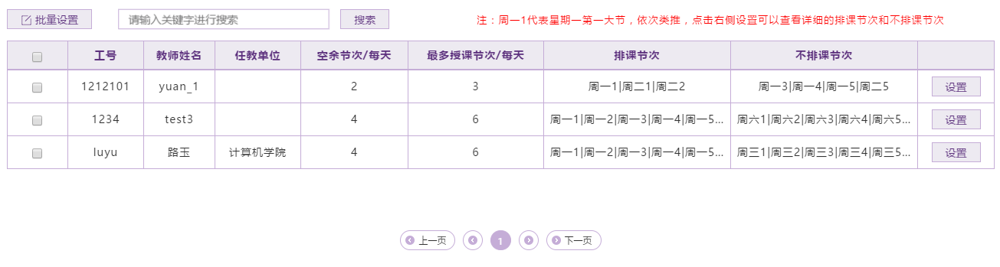 批量设置 请输入关键字进行搜索 搜索 注：周一1代表星期一第一大节，依次类推，点击右侧设置可以查看详细的排课节次和不排课节次
工号 教师姓名 任教单位 空余节次/每天 最多授课节次/每天 排课节次 不排课节次
1212101 yuan_1 2 3 周一1|周二1|周二2 周一3|周一4|周一5|周二5 设置
1234 test3 4 6 周一1|周一2|周一3|周一4|周一5... 周六1|周六2|周六3|周六4|周六5... 设置
luyu 路玉 计算机学院 4 6 周一1|周一2|周一3|周一4|周一5... 周三1|周三2|周三3|周三4|周三5... 设置
上一页 1 下一页